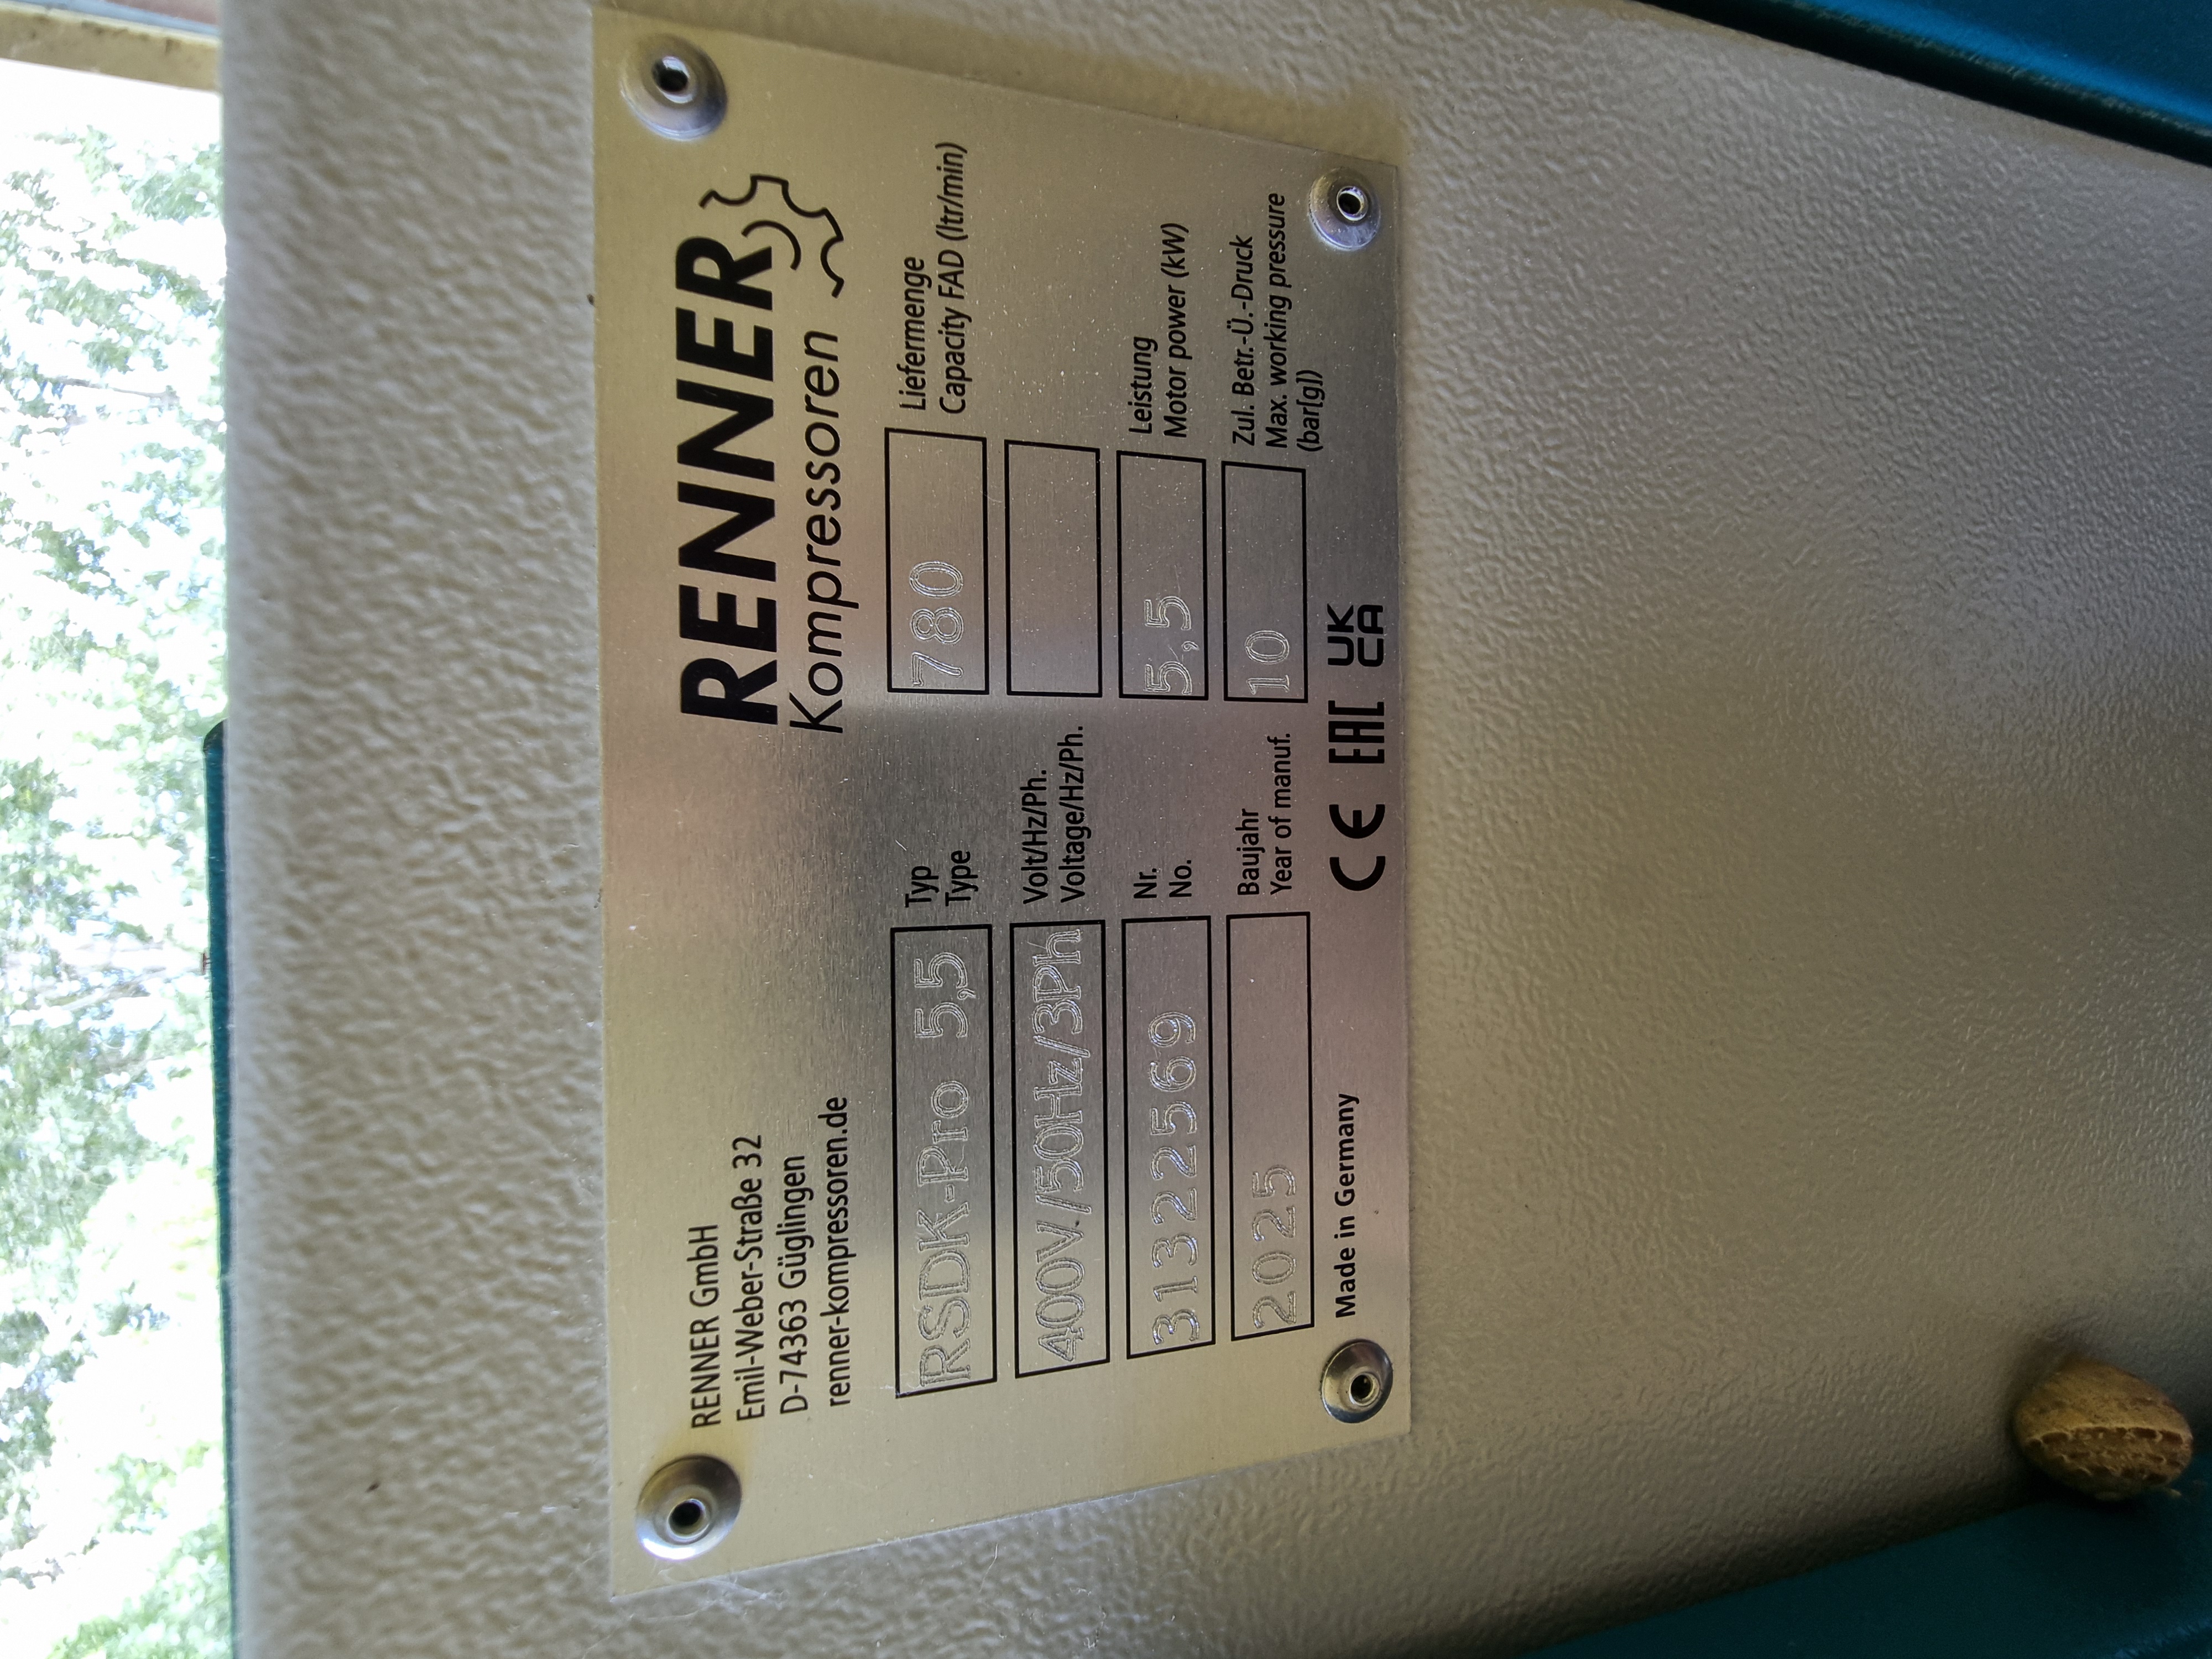 RENNER GmbH
Emil-Weber-Straße 32
D-74363 Güglingen
renner-kompressoren.de
RENNER
Kompressoren
RSDK-Pro 5,5
Typ
Type
780
Liefermenge
Capacity FAD (ltr/min)
400V/50Hz/3Ph
Volt/Hz/Ph.
Voltage/Hz/Ph.
31322569
Nr.
No.
5,5
Leistung
Motor power (kW)
2025
Baujahr
Year of manuf.
10
Zul. Betr.-Ü.-Druck
Max. working pressure
(bar[g])
Made in Germany
CE EAC UK
CA